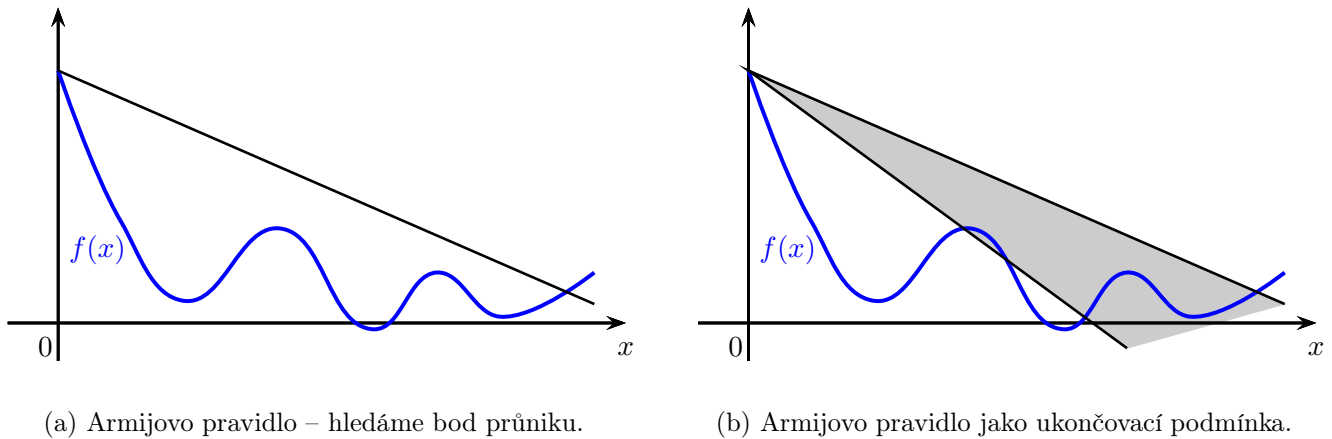 f(x)
0
x
(a) Armijovo pravidlo – hledáme bod průniku.
f(x)
0
x
(b) Armijovo pravidlo jako ukončovací podmínka.